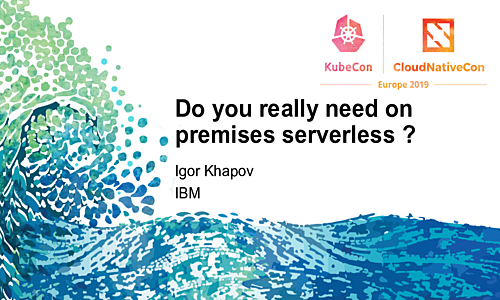 KubeCon
CloudNativeCon
Europe 2019
Do you really need on
premises serverless ?
Igor Khapov
IBM